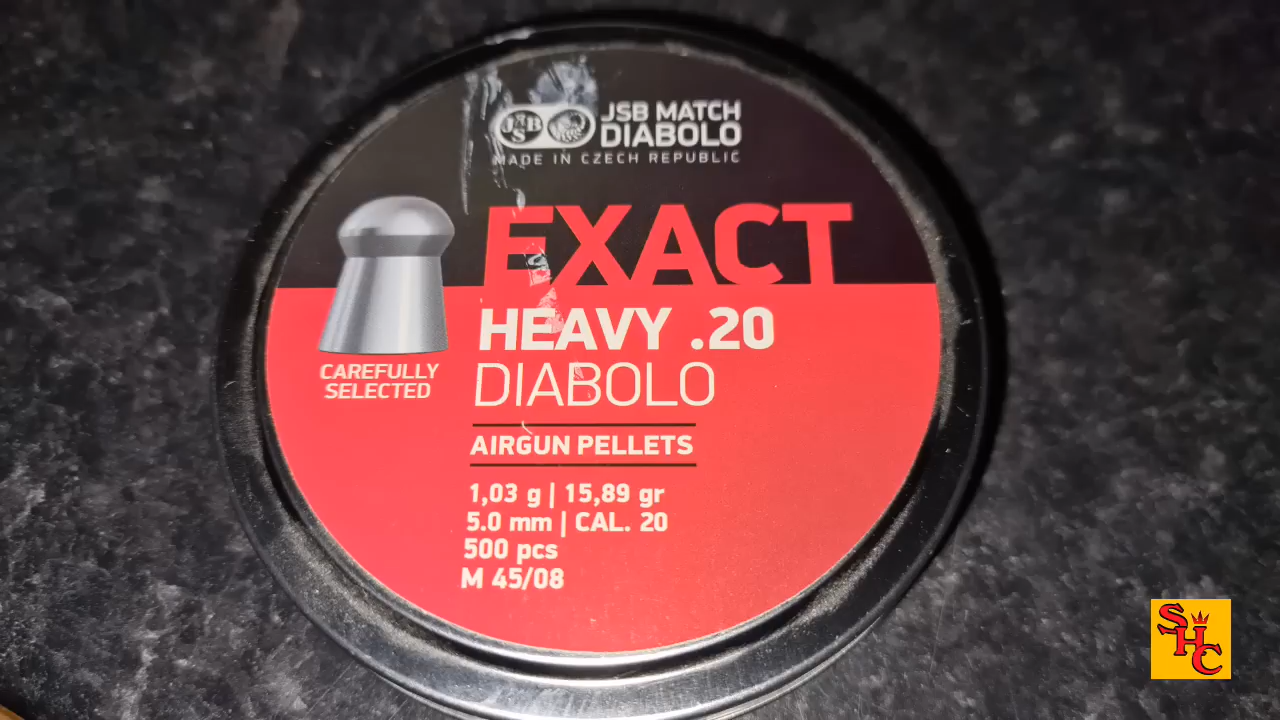 JSB
JSB MATCH
DIABOLO
MADE IN CZECH REPUBLIC
EXACT
HEAVY .20
DIABOLO
CAREFULLY
SELECTED
AIRGUN PELLETS
1,03 g | 15,89 gr
5.0 mm | CAL. 20
500 pcs
M 45/08
SHC